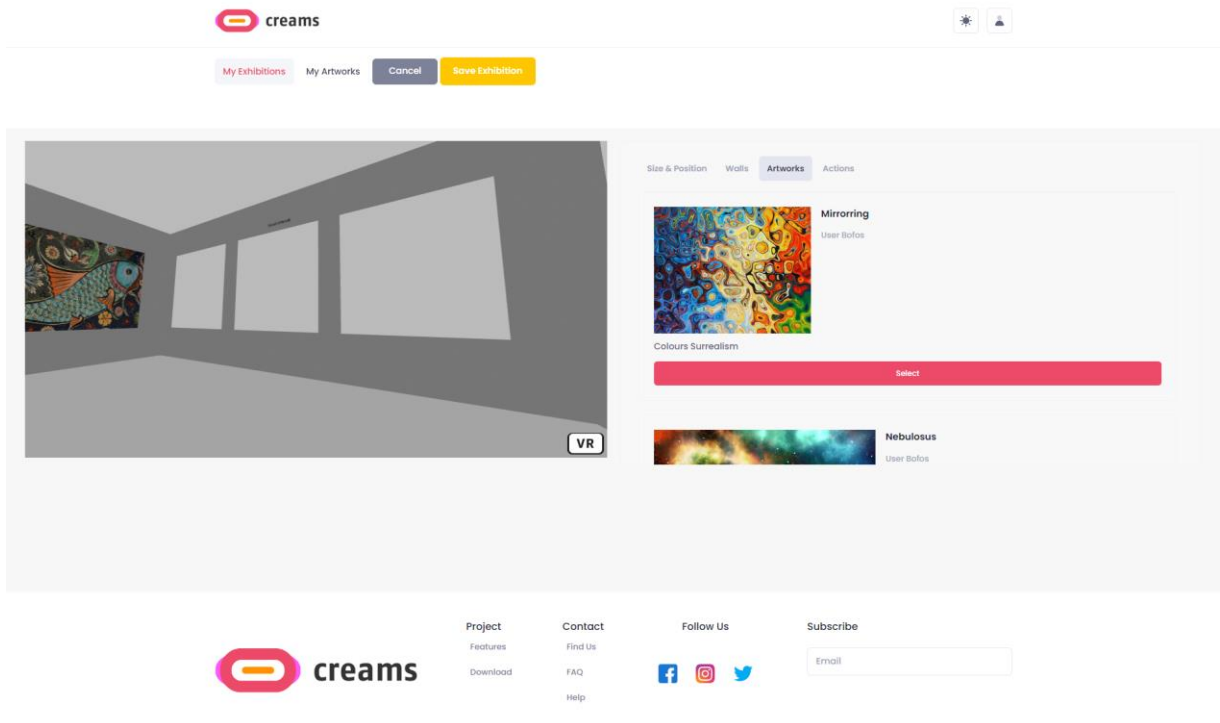 creams
My Exhibitions My Artworks Cancel Save Exhibition
Size & Position Walls Artworks Actions
Mirrorring
User Bofos
Colours Surrealism
Select
VR
Nebulosus
User Bofos
creams
Project
Features
Download
Contact
Find Us
FAQ
Help
Follow Us
Subscribe
Email